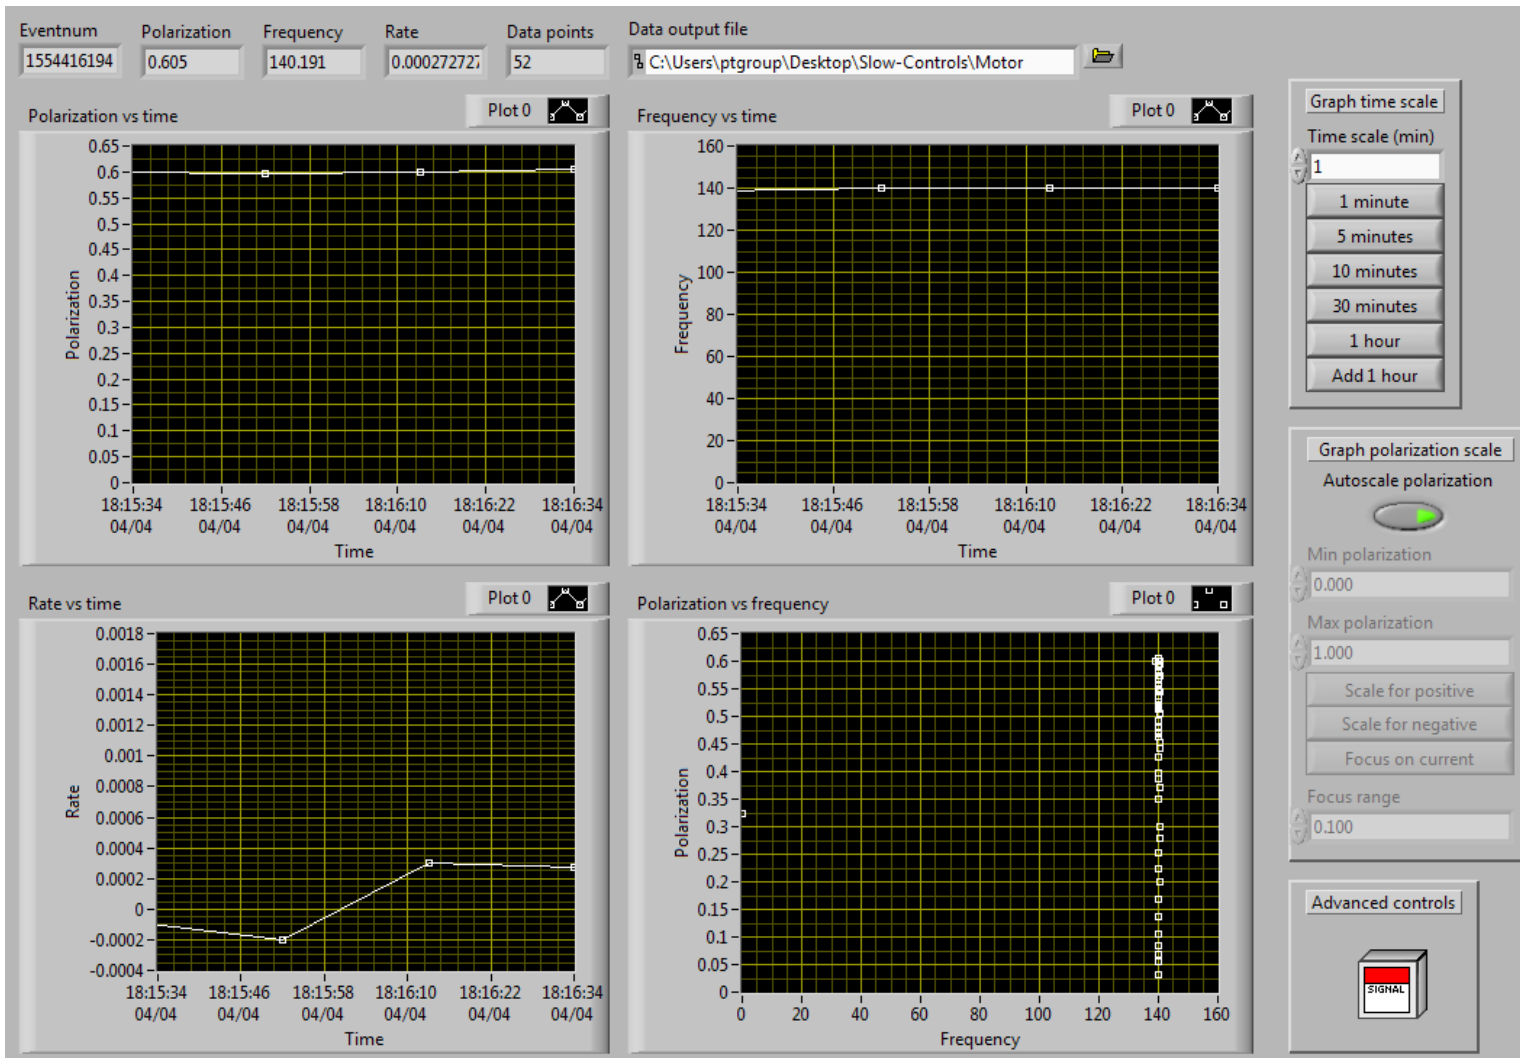 Eventnum
Polarization
Frequency
Rate
Data points
Data output file
1554416194
0.605
140.191
0.000272727
52
C:\Users\ptgroup\Desktop\Slow-Controls\Motor
Polarization vs time
Plot 0
0.65
0.6
0.55
0.5
0.45
0.4
0.35
0.3
0.25
0.2
0.15
0.1
0.05
0
Polarization
18:15:34 18:15:46 18:15:58 18:16:10 18:16:22 18:16:34
04/04 04/04 04/04 04/04 04/04 04/04
Time
Frequency vs time
Plot 0
160
140
120
100
80
60
40
20
0
Frequency
18:15:34 18:15:46 18:15:58 18:16:10 18:16:22 18:16:34
04/04 04/04 04/04 04/04 04/04 04/04
Time
Rate vs time
Plot 0
0.0018
0.0016
0.0014
0.0012
0.001
0.0008
0.0006
0.0004
0.0002
0
-0.0002
-0.0004
Rate
18:15:34 18:15:46 18:15:58 18:16:10 18:16:22 18:16:34
04/04 04/04 04/04 04/04 04/04 04/04
Time
Polarization vs frequency
Plot 0
0.65
0.6
0.55
0.5
0.45
0.4
0.35
0.3
0.25
0.2
0.15
0.1
0.05
0
Polarization
0 20 40 60 80 100 120 140 160
Frequency
Graph time scale
Time scale (min)
1
1 minute
5 minutes
10 minutes
30 minutes
1 hour
Add 1 hour
Graph polarization scale
Autoscale polarization
Min polarization
0.000
Max polarization
1.000
Scale for positive
Scale for negative
Focus on current
Focus range
0.100
Advanced controls
SIGNAL